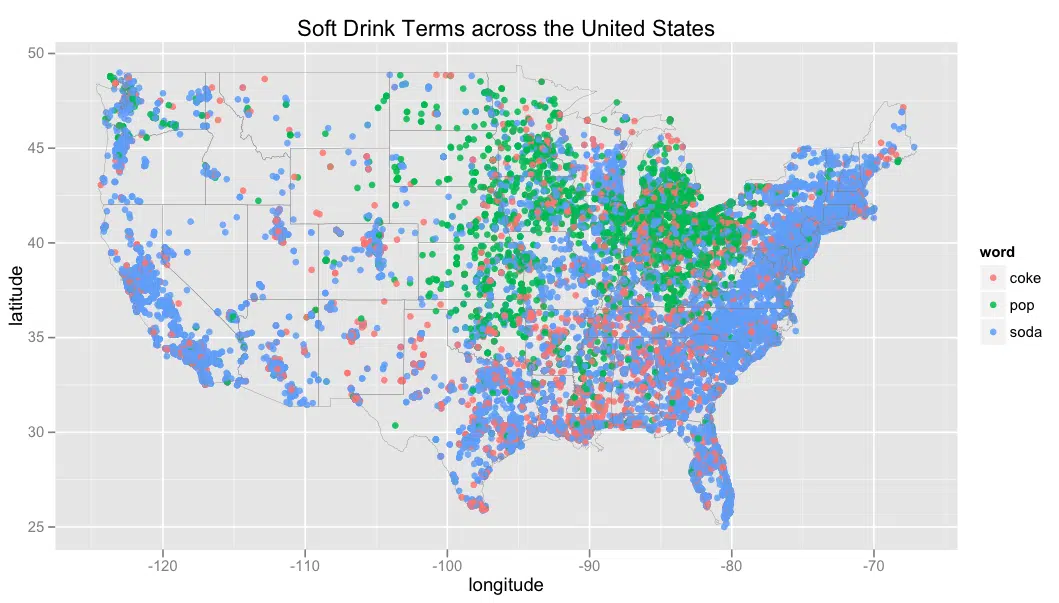 Soft Drink Terms across the United States
50
45
40
35
30
25
latitude
-120 -110 -100 -90 -80 -70
longitude
word
coke
pop
soda